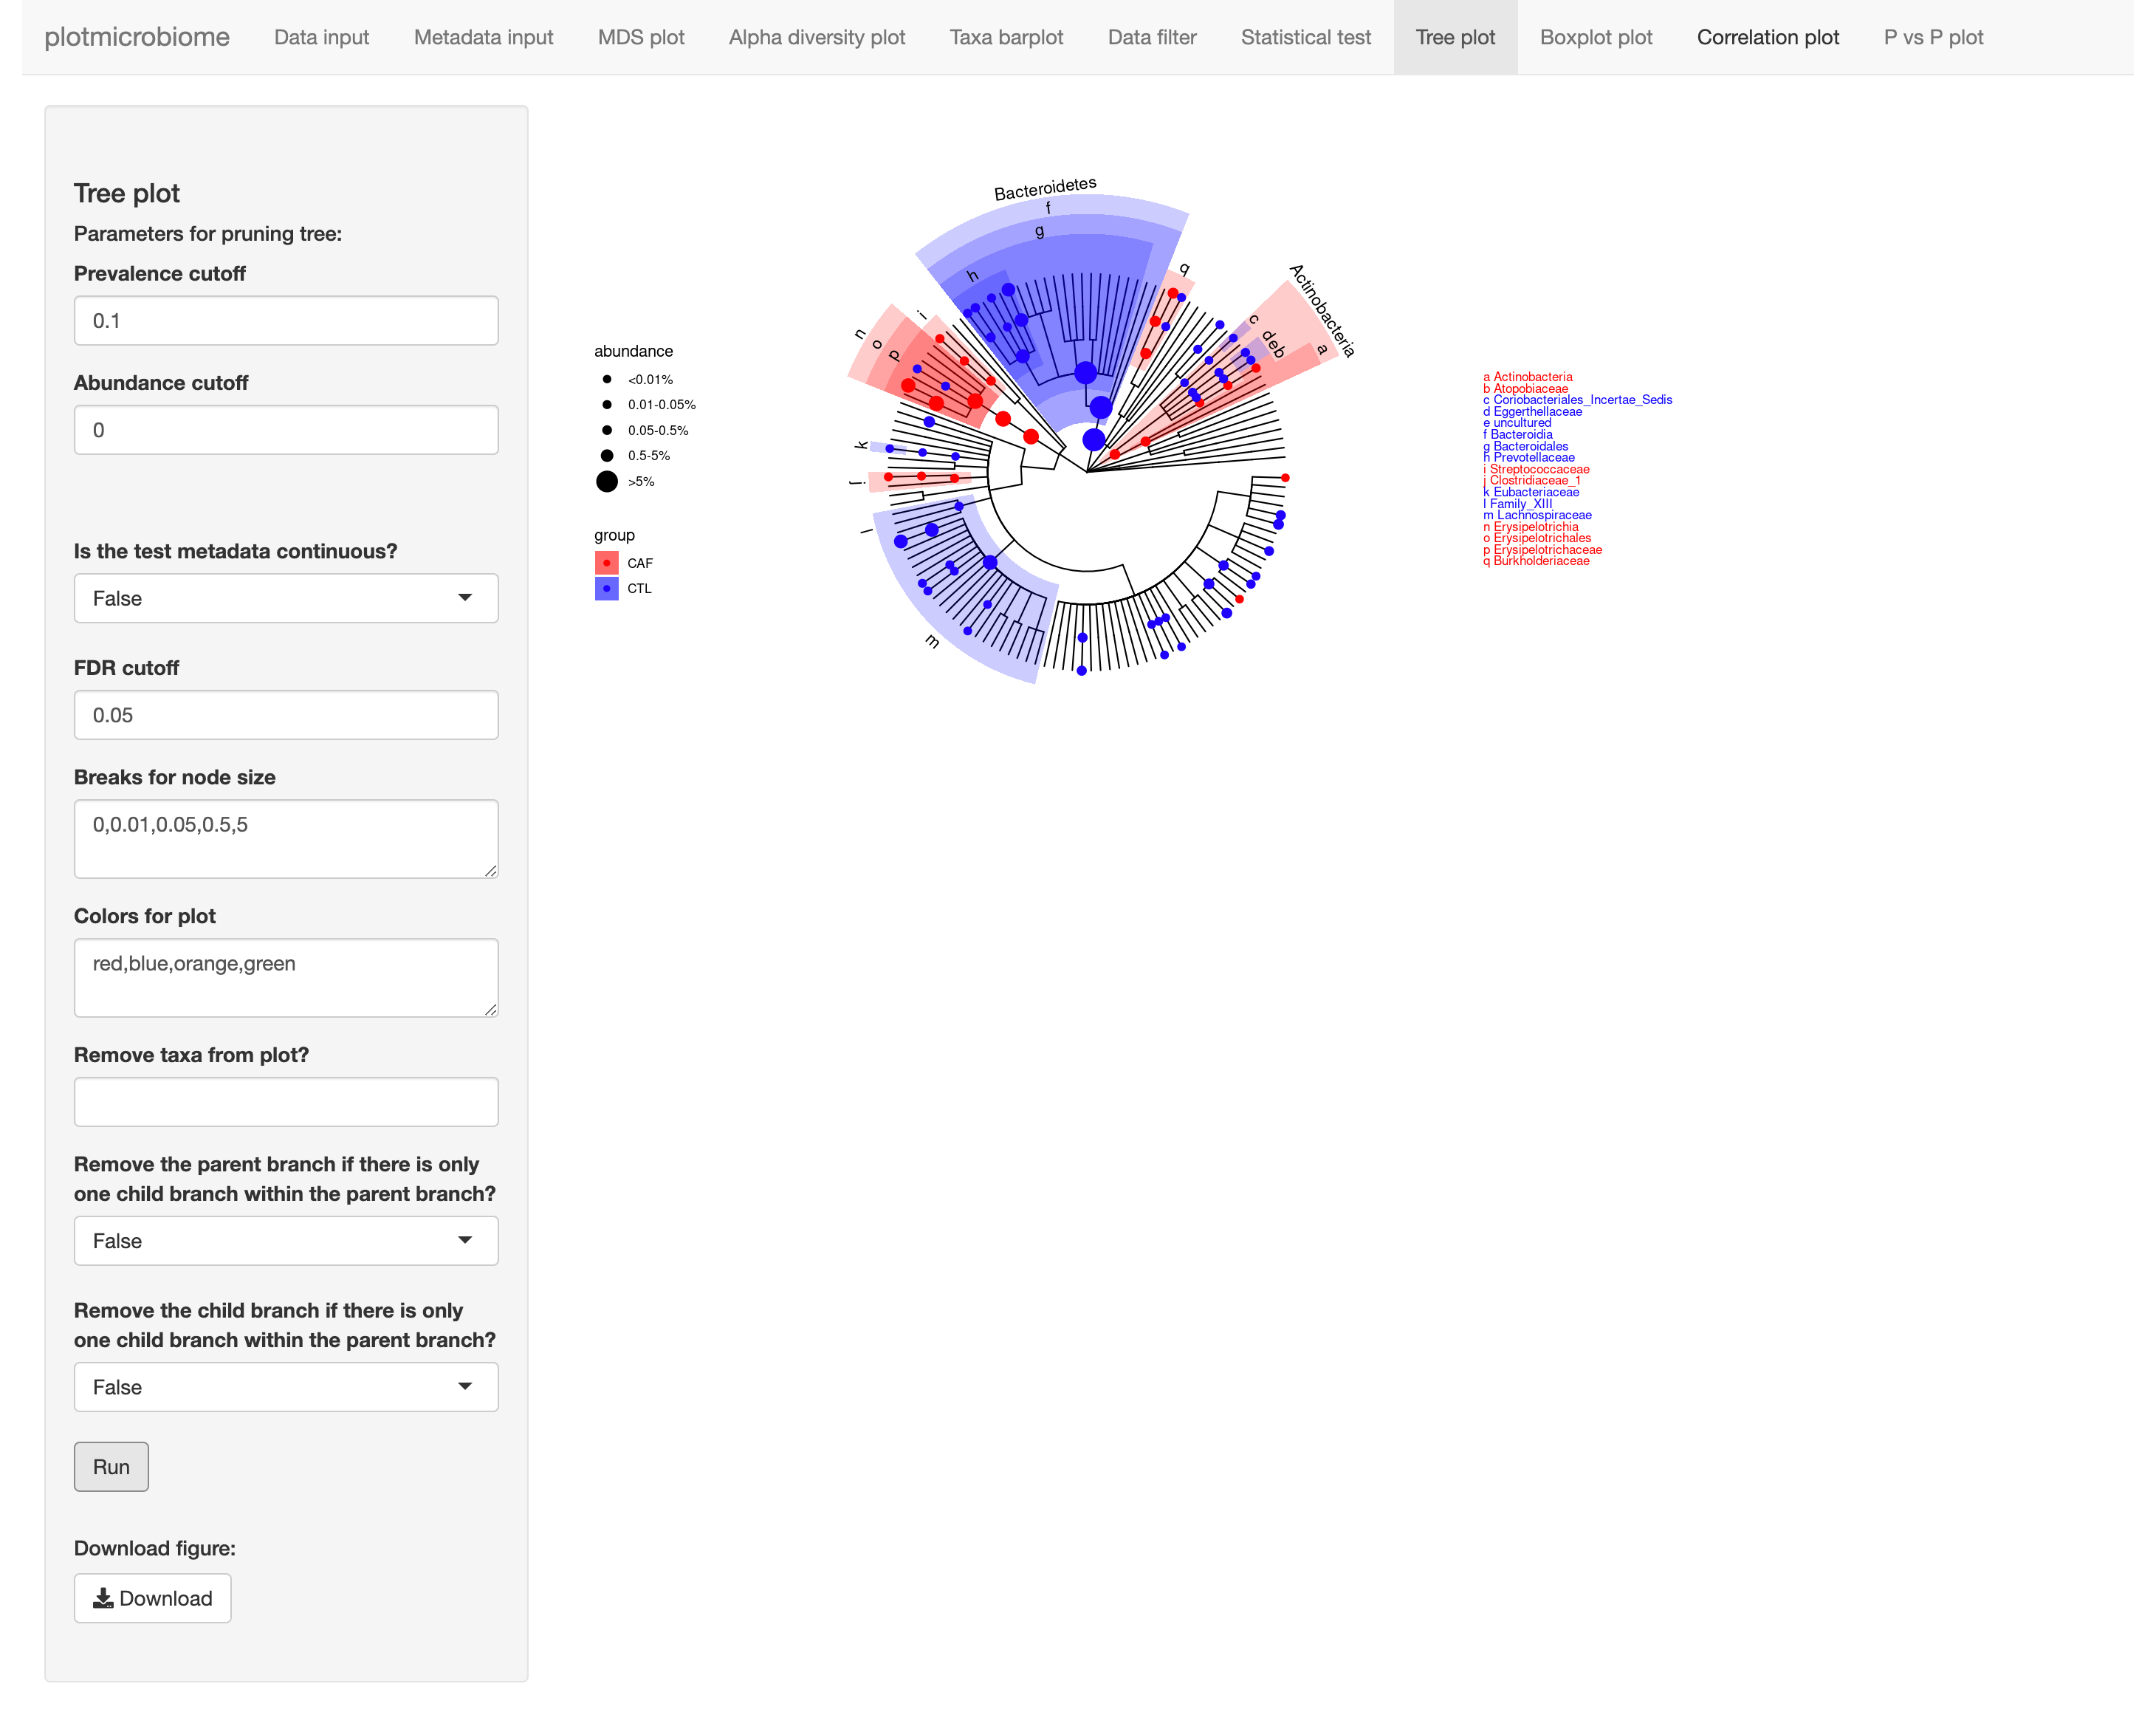 plotmicrobiome Data input Metadata input MDS plot Alpha diversity plot Taxa barplot Data filter Statistical test Tree plot Boxplot plot Correlation plot P vs P plot
Tree plot
Parameters for pruning tree:
Prevalence cutoff
0.1
Abundance cutoff
0
Is the test metadata continuous?
False
FDR cutoff
0.05
Breaks for node size
0,0.01,0.05,0.5,5
Colors for plot
red,blue,orange,green
Remove taxa from plot?
Remove the parent branch if there is only
one child branch within the parent branch?
False
Remove the child branch if there is only
one child branch within the parent branch?
False
Run
Download figure:
Download
abundance
<0.01%
0.01-0.05%
0.05-0.5%
0.5-5%
>5%
group
CAF
CTL
Bacteroidetes
f
g
h
q
Actinobacteria
c
d
e
b
a
i
n
o
p
k
j
l
m
a Actinobacteria
b Atopobiaceae
c Coriobacteriales_Incertae_Sedis
d Eggerthellaceae
e uncultured
f Bacteroidia
g Bacteroidales
h Prevotellaceae
i Streptococcaceae
j Clostridiaceae_1
k Eubacteriaceae
l Family_XIII
m Lachnospiraceae
n Erysipelotrichia
o Erysipelotrichales
p Erysipelotrichaceae
q Burkholderiaceae